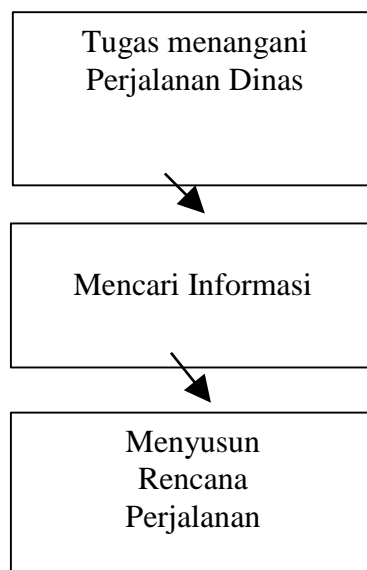 Tugas menangani
Perjalanan Dinas
Mencari Informasi
Menyusun
Rencana
Perjalanan